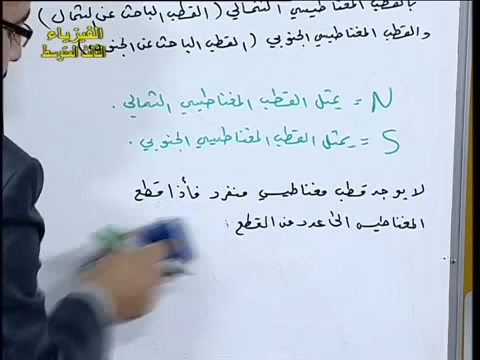 بالقطب المغناطيسي الشمالي (القطب الباحث عن الشمال)
والقطب المغناطيسي الجنوبي (القطب الباحث عن الجنوب)
الفيزياء
الثالث المتوسط
N = يمثل القطب المغناطيسي الشمالي .
S = يمثل القطب المغناطيسي الجنوبي .
لا يوجد قطب مغناطيسي منفرد فأذا قطع
المغناطيس الى عدد من القطع :